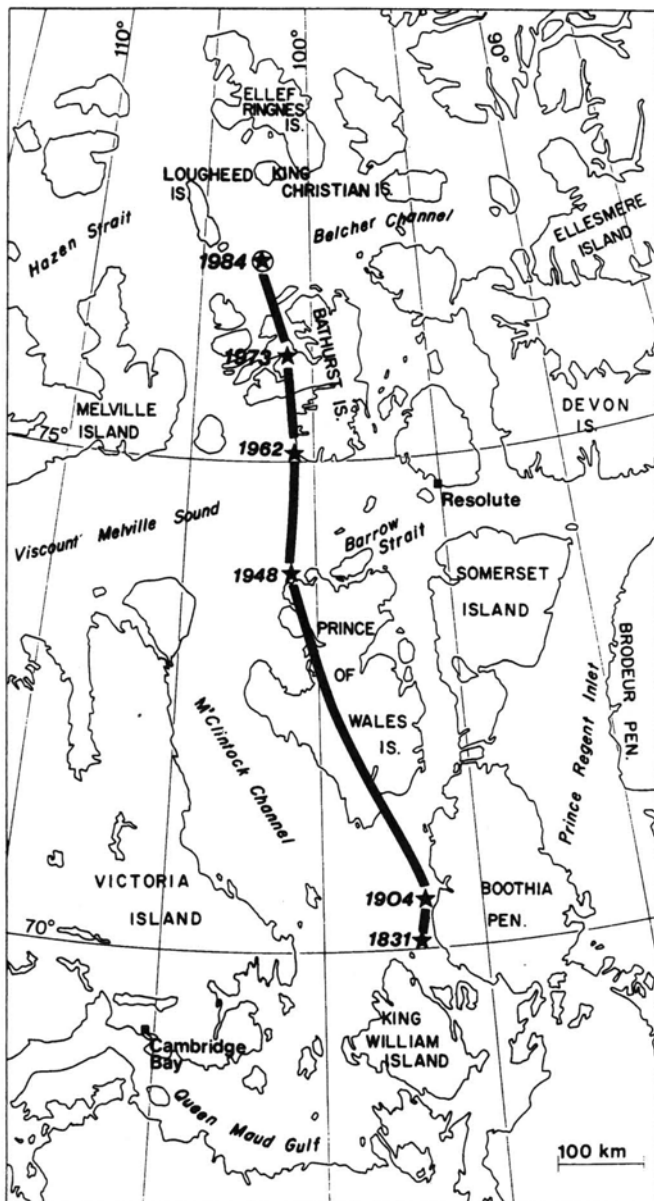 110°
100°
90°
ELLEF
RINGNES
IS.
LOUGHEED
IS
KING
CHRISTIAN IS.
ELLESMERE
ISLAND
Hazen Strait
Belcher Channel
1984
1973
BATHURST IS.
MELVILLE
ISLAND
DEVON
IS.
75°
1962
Resolute
Viscount Melville Sound
Barrow
Strait
1948
SOMERSET
ISLAND
PRINCE
OF
WALES
IS.
BRODEUR PEN.
Prince Regent Inlet
M'Clintock Channel
VICTORIA
ISLAND
1904
BOOTHIA
PEN.
70°
1831
KING
WILLIAM
ISLAND
Cambridge
Bay
Queen Maud Gulf
100 km